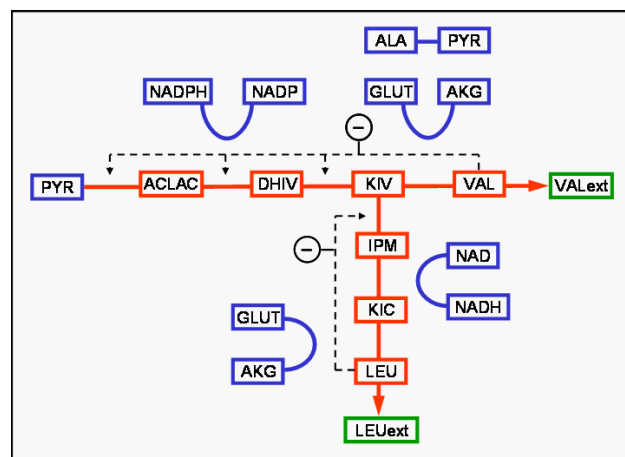 ALA PYR
NADPH NADP GLUT AKG
−
PYR ACLAC DHIV KIV VAL VALext
− IPM NAD
GLUT KIC NADH
AKG LEU
LEUext